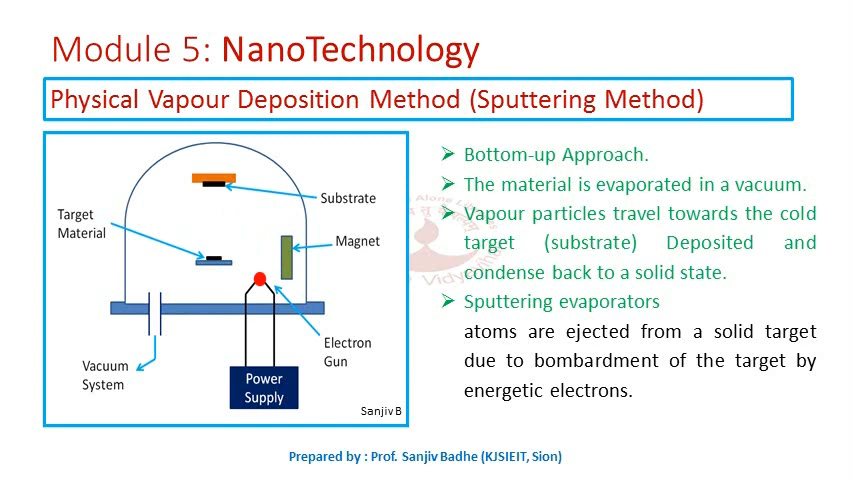 Module 5: NanoTechnology
Physical Vapour Deposition Method (Sputtering Method)
Substrate
Target
Material
Magnet
Electron
Gun
Vacuum
System
Power
Supply
Sanjiv B
➢ Bottom-up Approach.
➢ The material is evaporated in a vacuum.
➢ Vapour particles travel towards the cold
target (substrate) Deposited and
condense back to a solid state.
➢ Sputtering evaporators
atoms are ejected from a solid target
due to bombardment of the target by
energetic electrons.
Prepared by : Prof. Sanjiv Badhe (KJSIEIT, Sion)